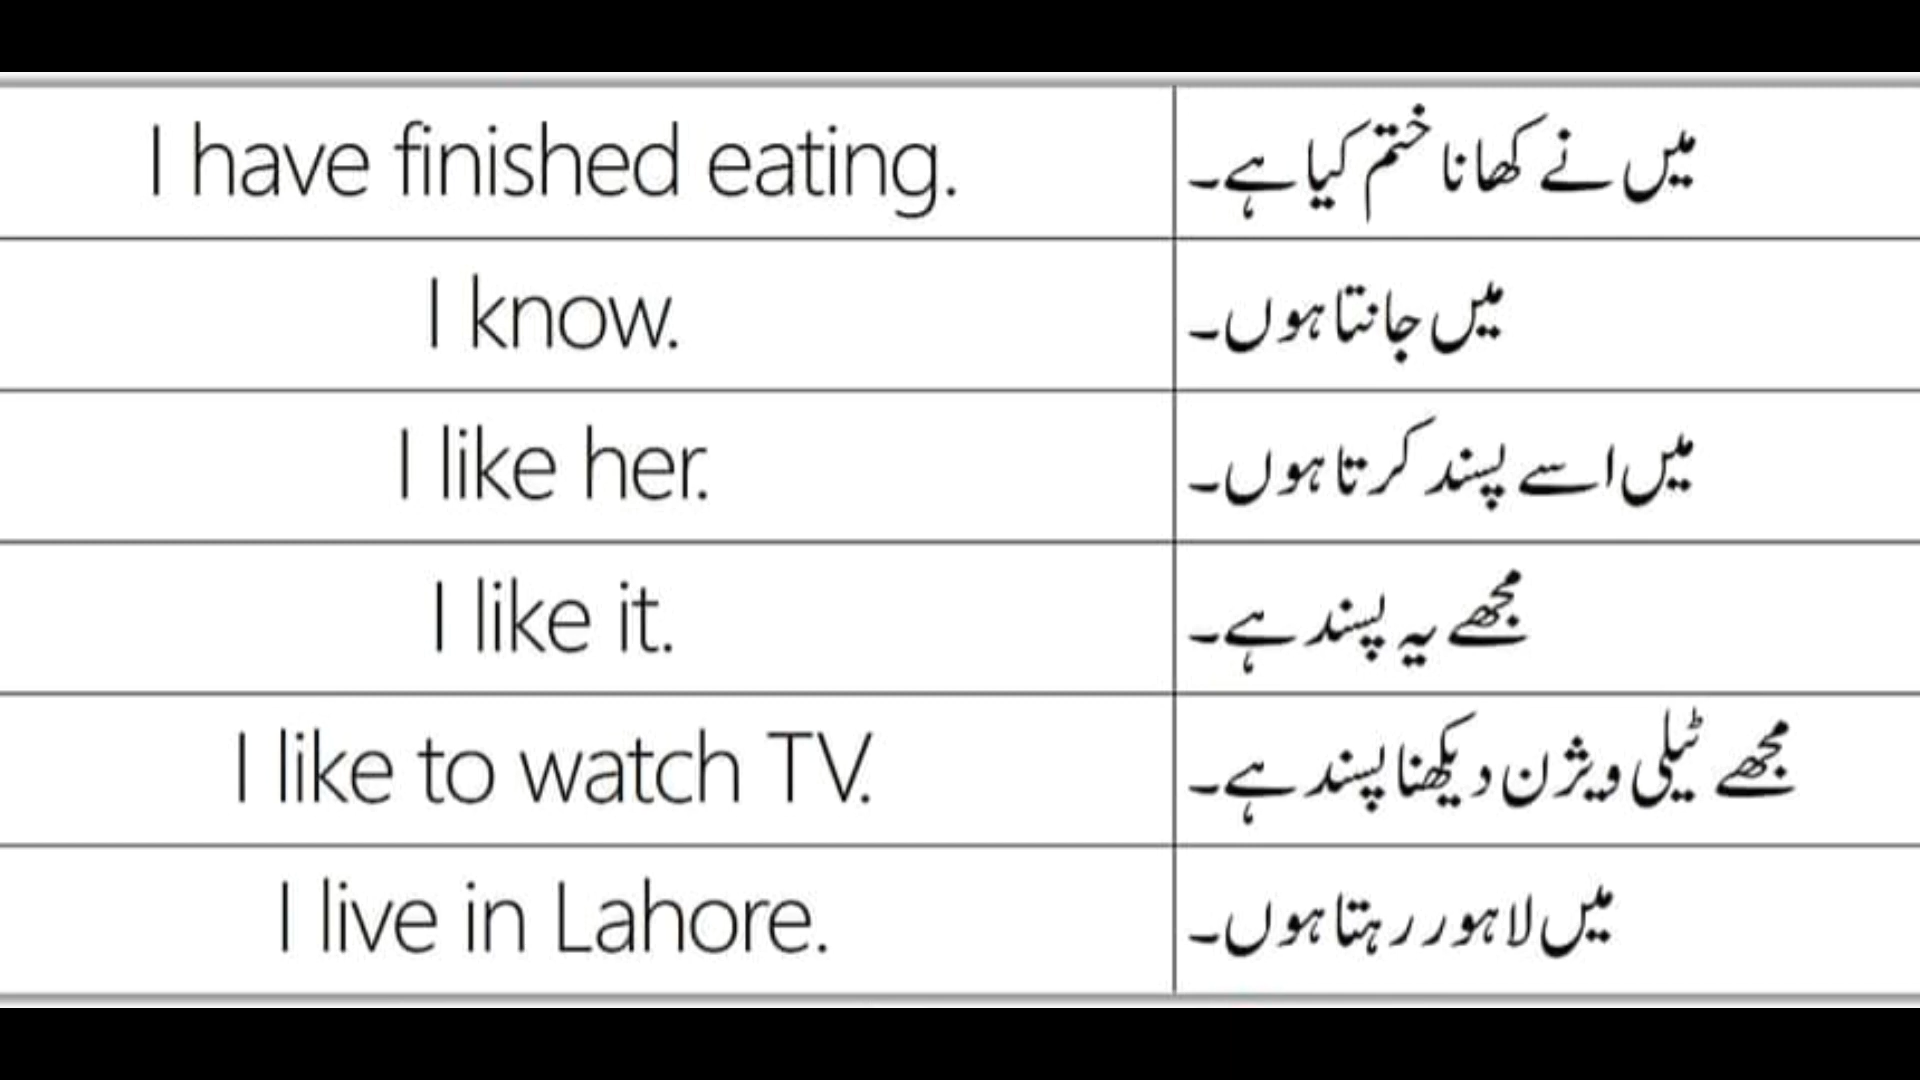 I have finished eating.
میں نے کھانا ختم کیا ہے۔
I know.
میں جانتا ہوں۔
I like her.
میں اسے پسند کرتا ہوں۔
I like it.
مجھے یہ پسند ہے۔
I like to watch TV.
مجھے ٹیلی ویژن دیکھنا پسند ہے۔
I live in Lahore.
میں لاہور رہتا ہوں۔